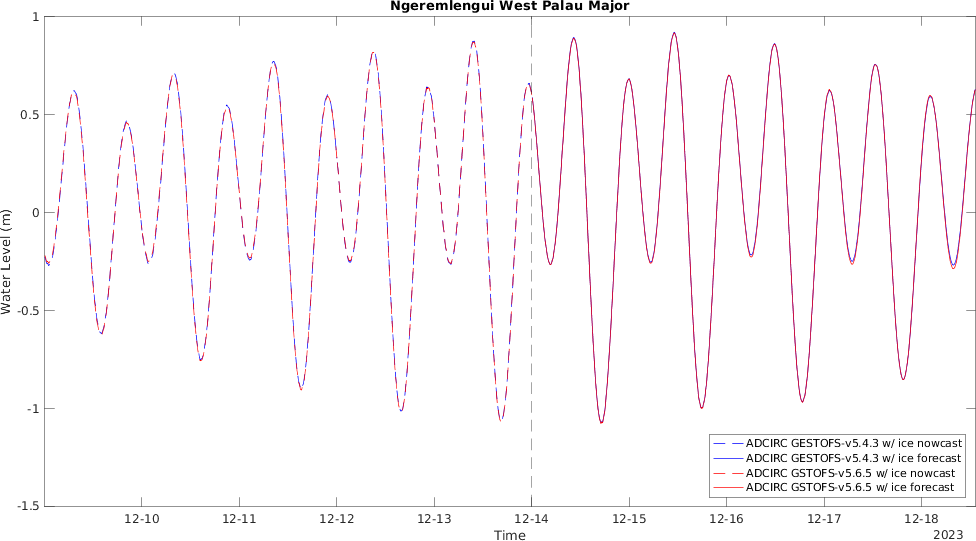 Ngeremlengui West Palau Major
Water Level (m)
1
0.5
0
-0.5
-1
-1.5
12-10 12-11 12-12 12-13 12-14 12-15 12-16 12-17 12-18
Time
2023
ADCIRC GESTOFS-v5.4.3 w/ ice nowcast
ADCIRC GESTOFS-v5.4.3 w/ ice forecast
ADCIRC GSTOFS-v5.6.5 w/ ice nowcast
ADCIRC GSTOFS-v5.6.5 w/ ice forecast